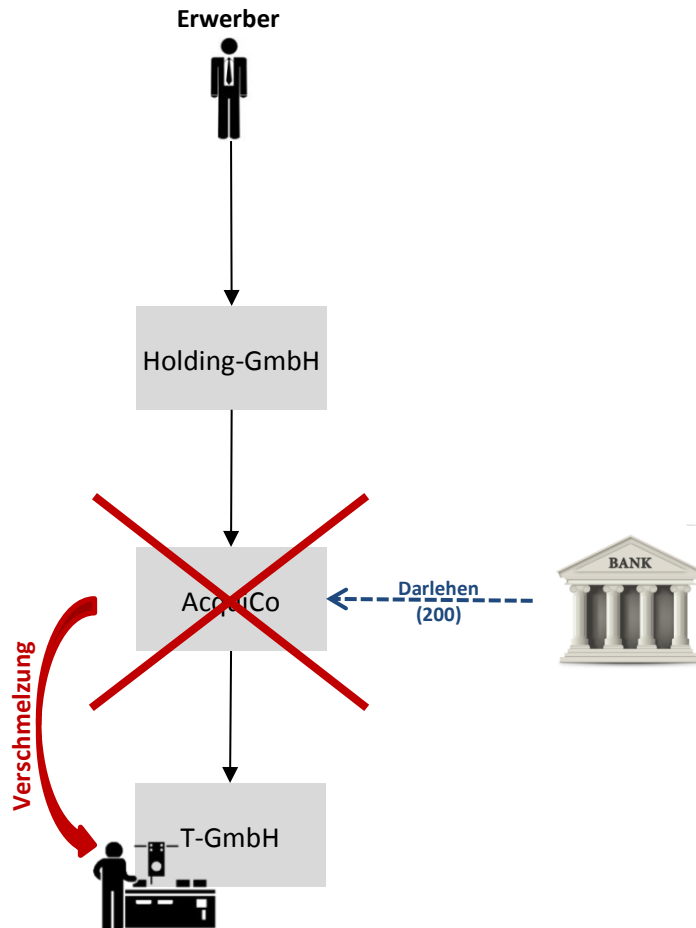 Erwerber
Holding-GmbH
AcquiCo
BANK
Darlehen
(200)
Verschmelzung
T-GmbH